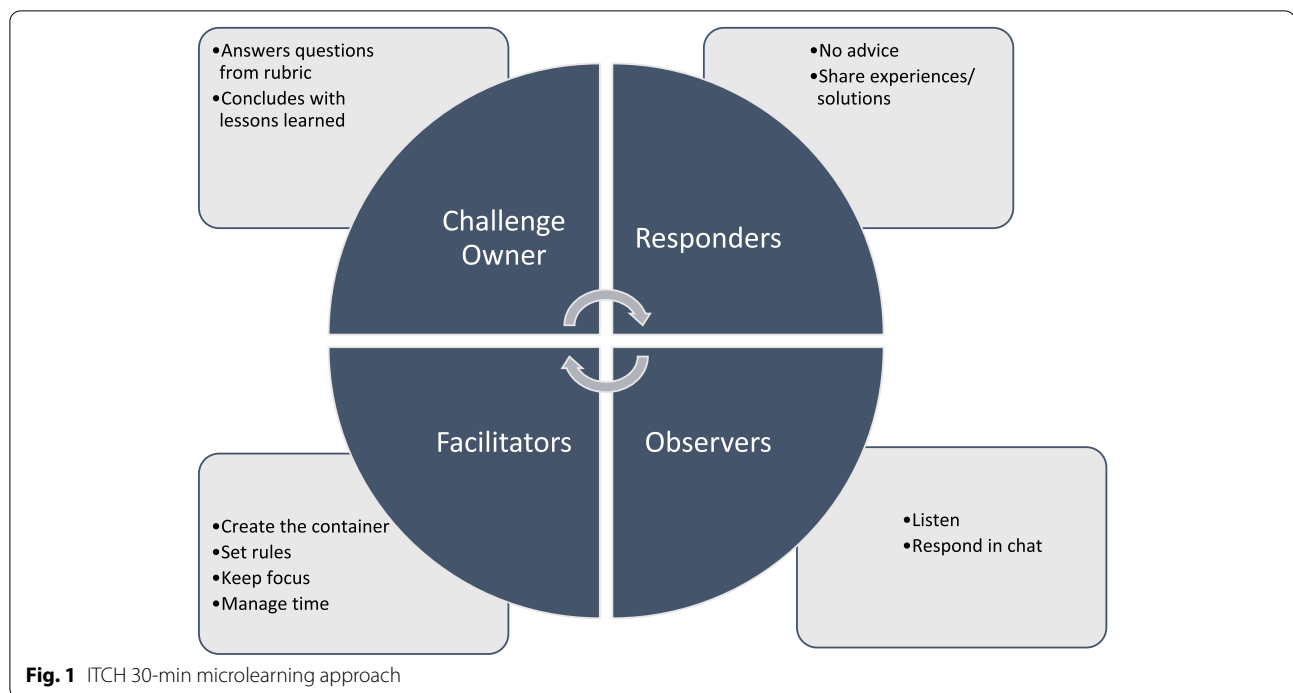 •Answers questions
from rubric
•Concludes with
lessons learned
•No advice
•Share experiences/
solutions
Challenge
Owner
Responders
Facilitators
Observers
•Create the container
•Set rules
•Keep focus
•Manage time
•Listen
•Respond in chat
Fig. 1 ITCH 30-min microlearning approach